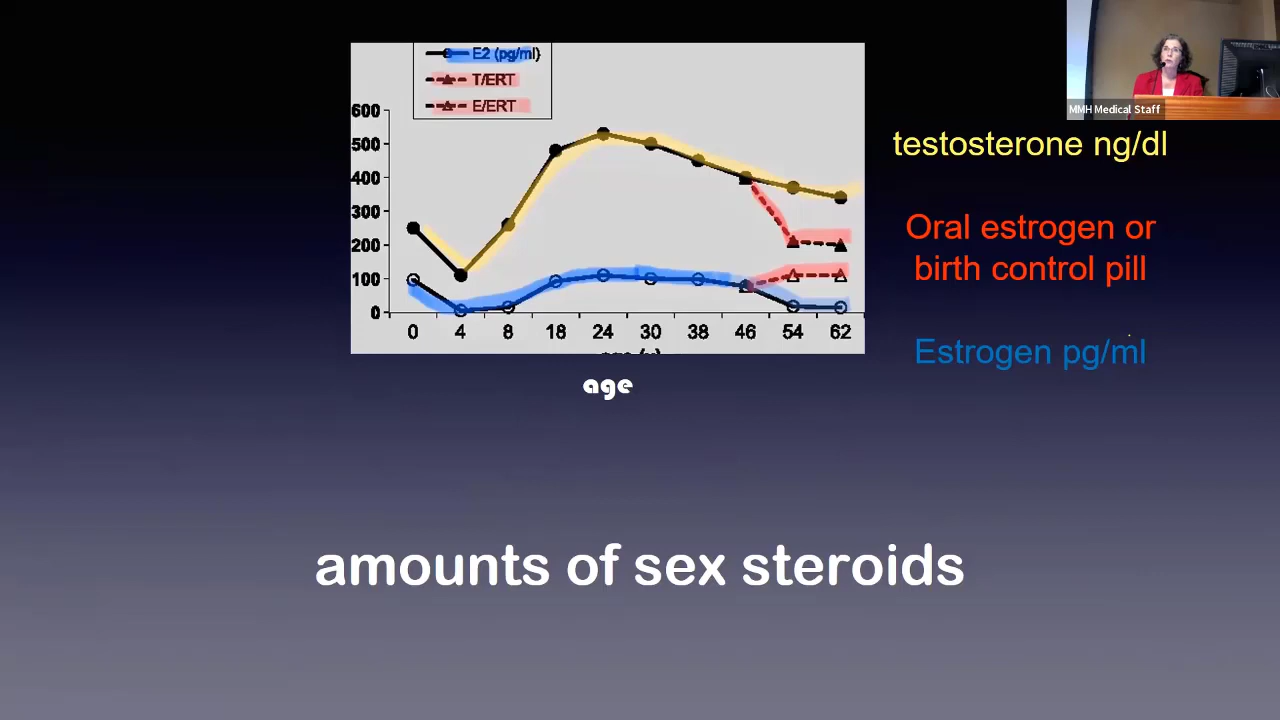 E2 (pg/ml)
T/ERT
E/ERT
600
500
400
300
200
100
0
0 4 8 18 24 30 38 46 54 62
age
MMH Medical Staff
testosterone ng/dl
Oral estrogen or
birth control pill
Estrogen pg/ml
amounts of sex steroids